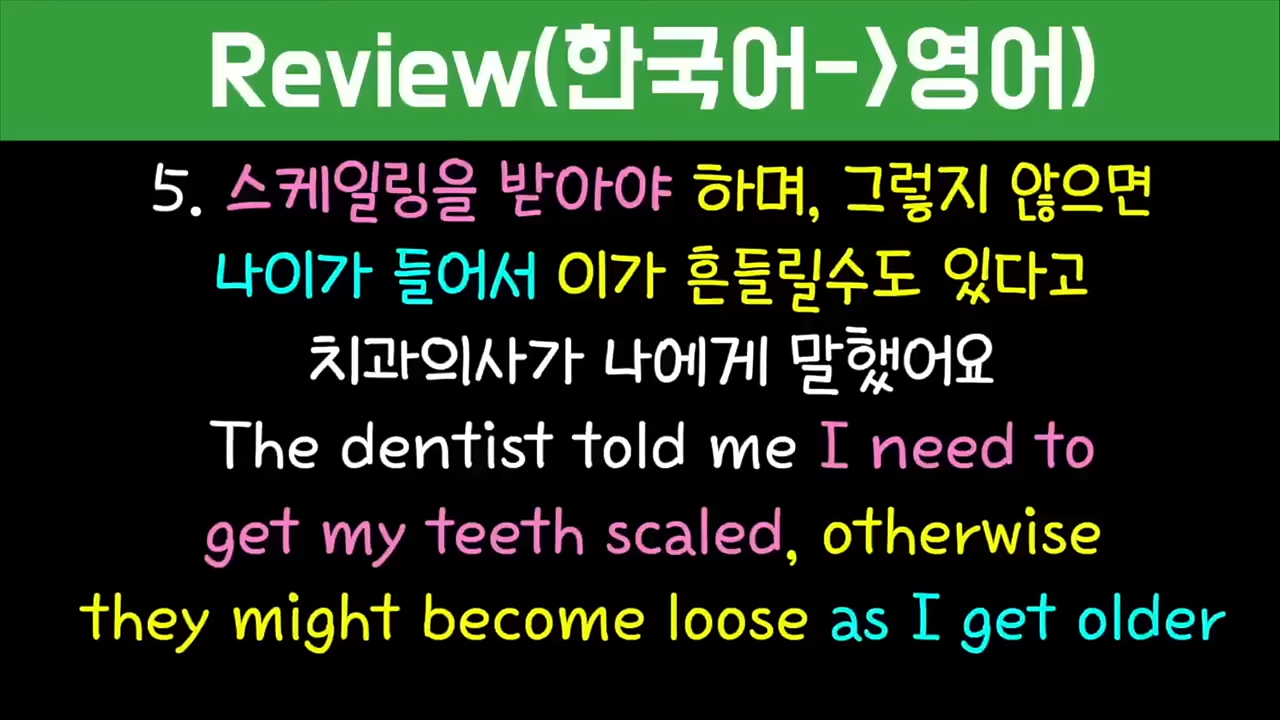 Review(한국어->영어)
5. 스케일링을 받아야 하며, 그렇지 않으면
나이가 들어서 이가 흔들릴수도 있다고
치과의사가 나에게 말했어요
The dentist told me I need to
get my teeth scaled, otherwise
they might become loose as I get older